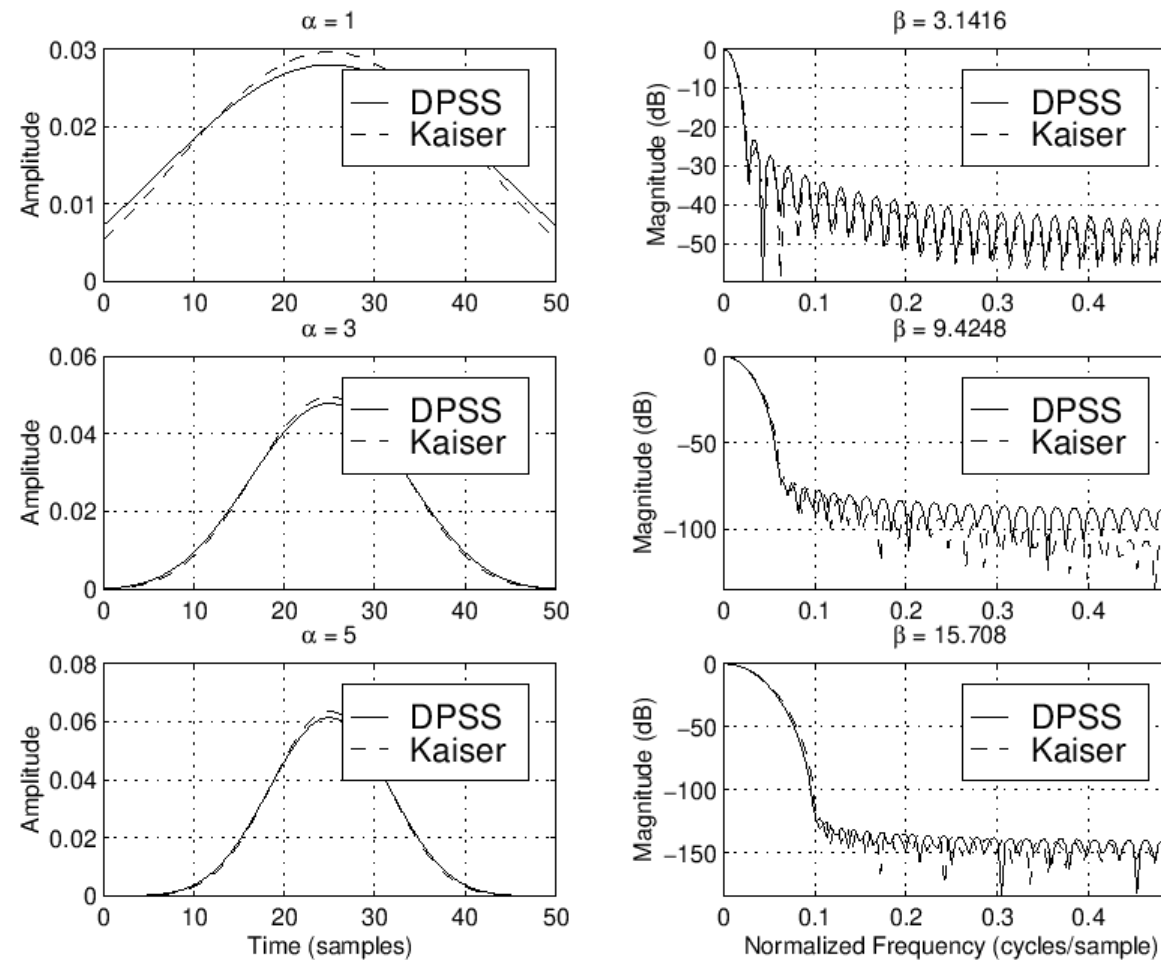 α = 1
0.03
0.02
0.01
0
Amplitude
0 10 20 30 40 50
DPSS
Kaiser
β = 3.1416
0
−10
−20
−30
−40
−50
Magnitude (dB)
0 0.1 0.2 0.3 0.4
DPSS
Kaiser
α = 3
0.06
0.04
0.02
0
Amplitude
0 10 20 30 40 50
DPSS
Kaiser
β = 9.4248
0
−50
−100
Magnitude (dB)
0 0.1 0.2 0.3 0.4
DPSS
Kaiser
α = 5
0.08
0.06
0.04
0.02
0
Amplitude
0 10 20 30 40 50
Time (samples)
DPSS
Kaiser
β = 15.708
0
−50
−100
−150
Magnitude (dB)
0 0.1 0.2 0.3 0.4
Normalized Frequency (cycles/sample)
DPSS
Kaiser